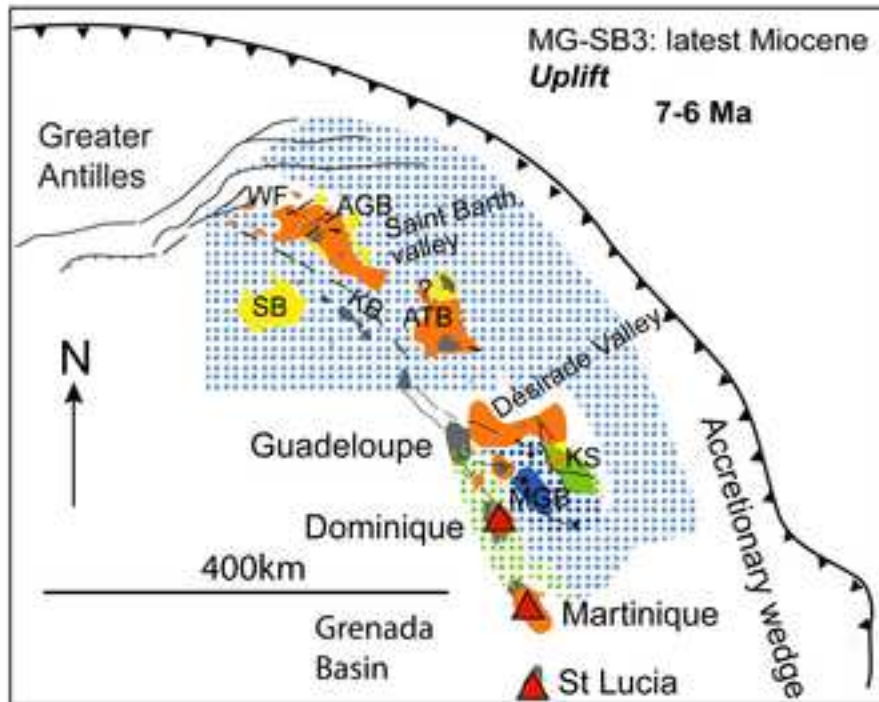 MG-SB3: latest Miocene
Uplift
7-6 Ma
Greater
Antilles
WF
AGB
Saint Barth.
valley
SB
KB
?
ATB
N
Désirade Valley
Guadeloupe
KS
MGB
Dominique
400km
Martinique
Grenada
Basin
St Lucia
Accretionary wedge